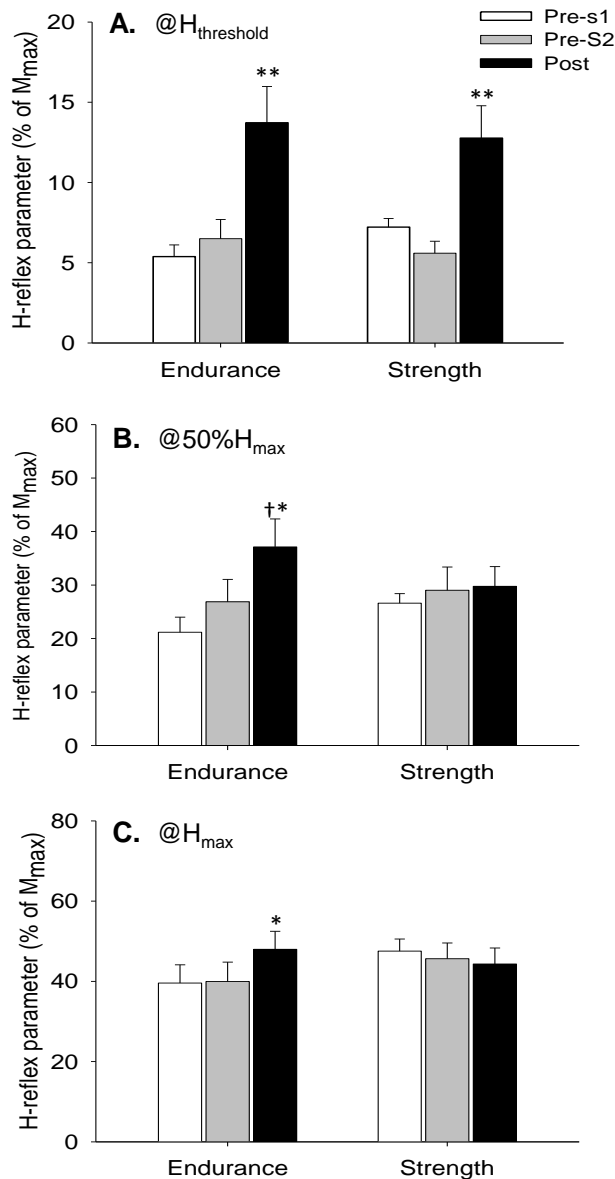 Pre-s1
Pre-S2
Post
A. @Hthreshold
H-reflex parameter (% of Mmax)
20
15
10
5
0
**
**
Endurance Strength
B. @50%Hmax
H-reflex parameter (% of Mmax)
60
50
40
30
20
10
0
†*
Endurance Strength
C. @Hmax
H-reflex parameter (% of Mmax)
80
60
40
20
0
*
Endurance Strength